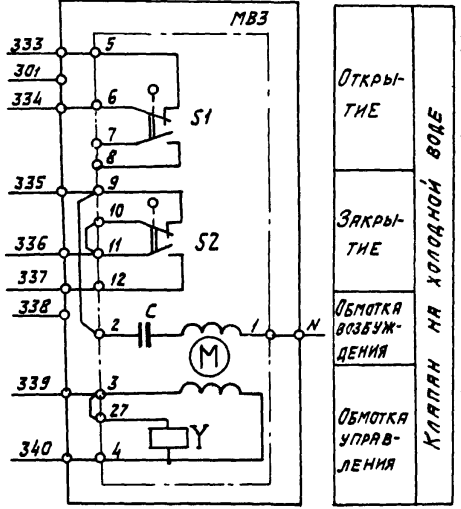 МВ3
333
5
301
334
6
S1
7
8
335
9
10
336
11
S2
337
12
338
2
C
1
N
M
339
3
27
Y
340
4
ОТКРЫ-
ТИЕ
ЗАКРЫ-
ТИЕ
ОБМОТКА
ВОЗБУЖ-
ДЕНИЯ
ОБМОТКА
УПРАВ-
ЛЕНИЯ
КЛАПАН НА ХОЛОДНОЙ ВОДЕ